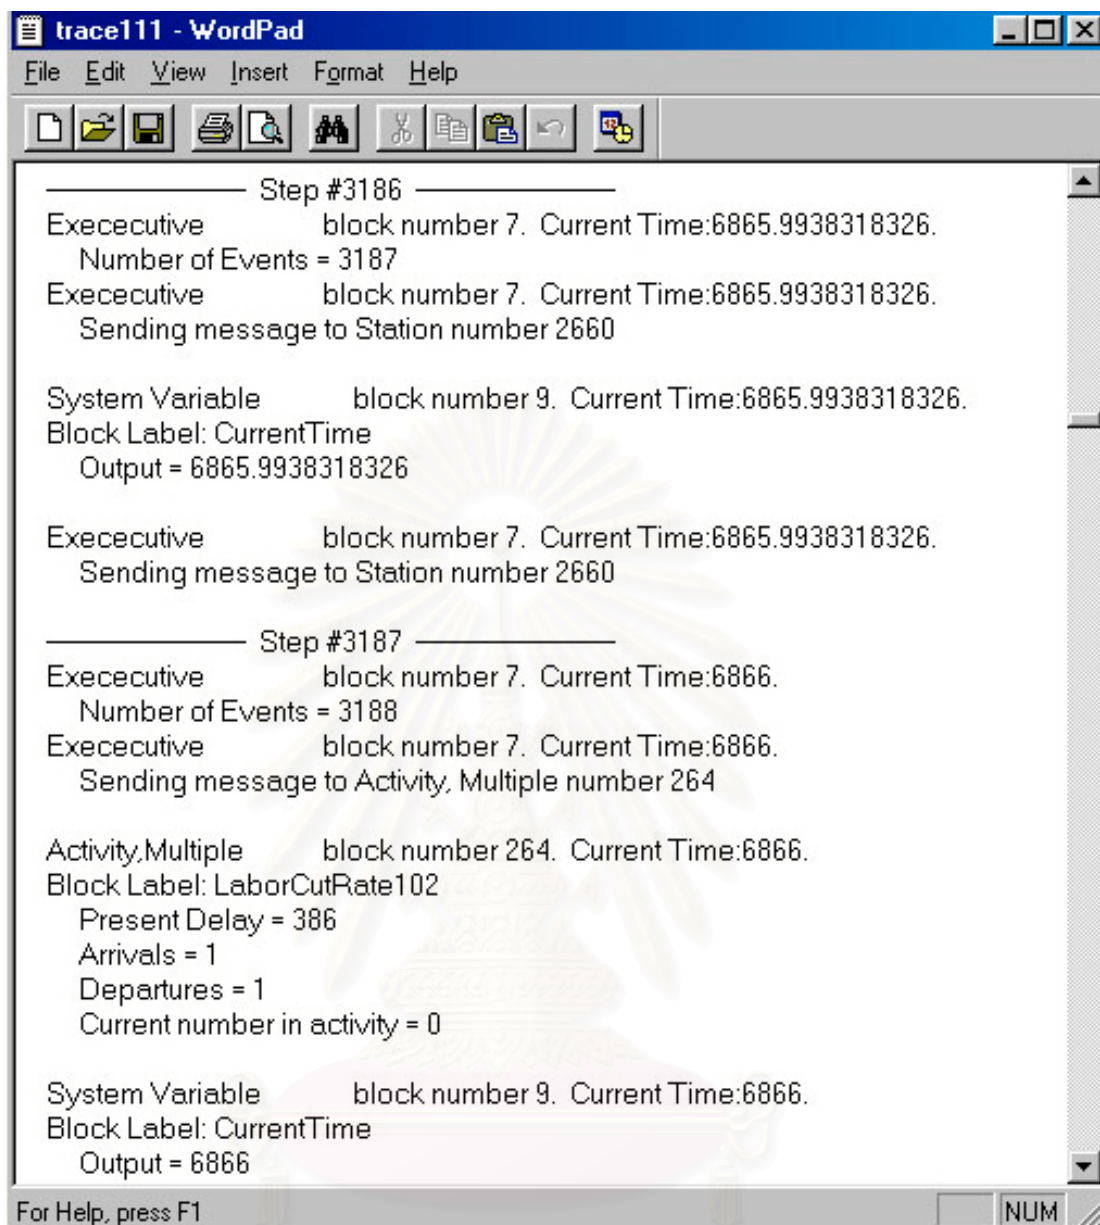 trace111 - WordPad
File Edit View Insert Format Help
Step #3186
Exececutive block number 7. Current Time:6865.9938318326.
Number of Events = 3187
Exececutive block number 7. Current Time:6865.9938318326.
Sending message to Station number 2660
System Variable block number 9. Current Time:6865.9938318326.
Block Label: CurrentTime
Output = 6865.9938318326
Exececutive block number 7. Current Time:6865.9938318326.
Sending message to Station number 2660
Step #3187
Exececutive block number 7. Current Time:6866.
Number of Events = 3188
Exececutive block number 7. Current Time:6866.
Sending message to Activity, Multiple number 264
Activity,Multiple block number 264. Current Time:6866.
Block Label: LaborCutRate102
Present Delay = 386
Arrivals = 1
Departures = 1
Current number in activity = 0
System Variable block number 9. Current Time:6866.
Block Label: CurrentTime
Output = 6866
For Help, press F1 NUM